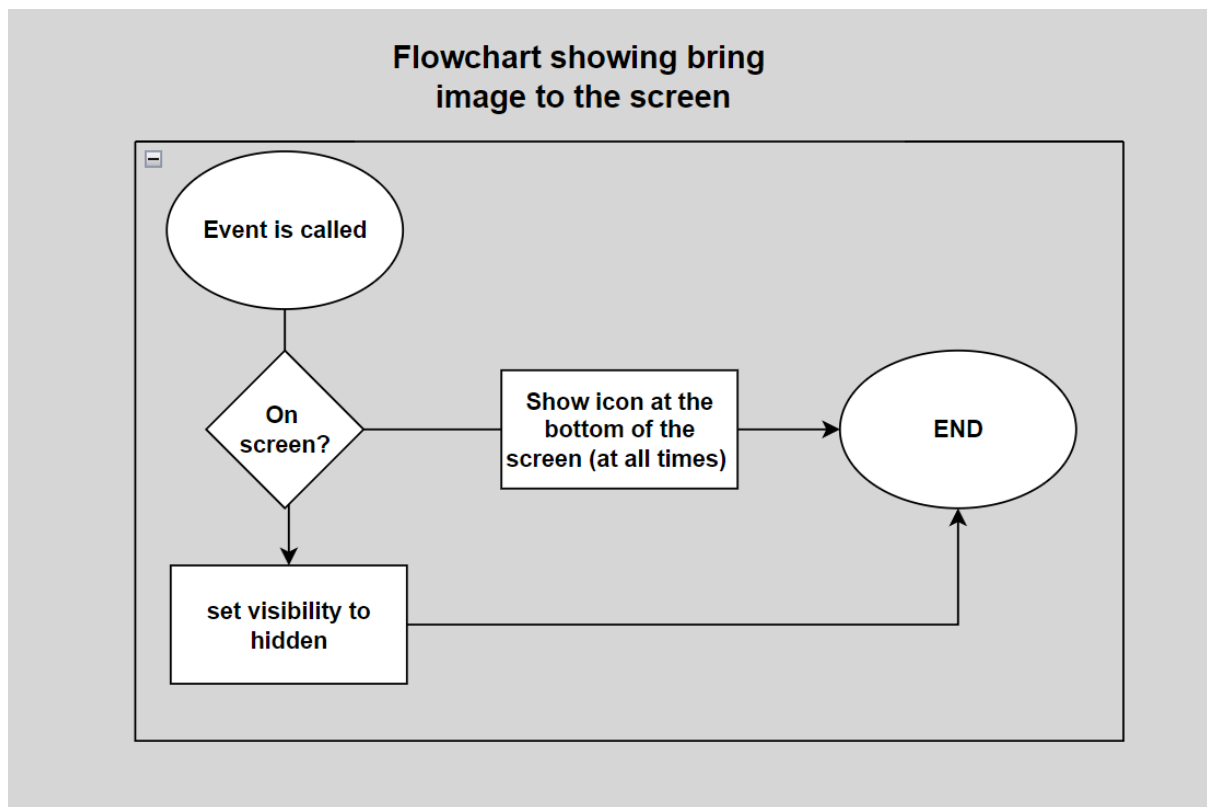 Flowchart showing bring
image to the screen
Event is called
On
screen?
Show icon at the
bottom of the
screen (at all times)
END
set visibility to
hidden